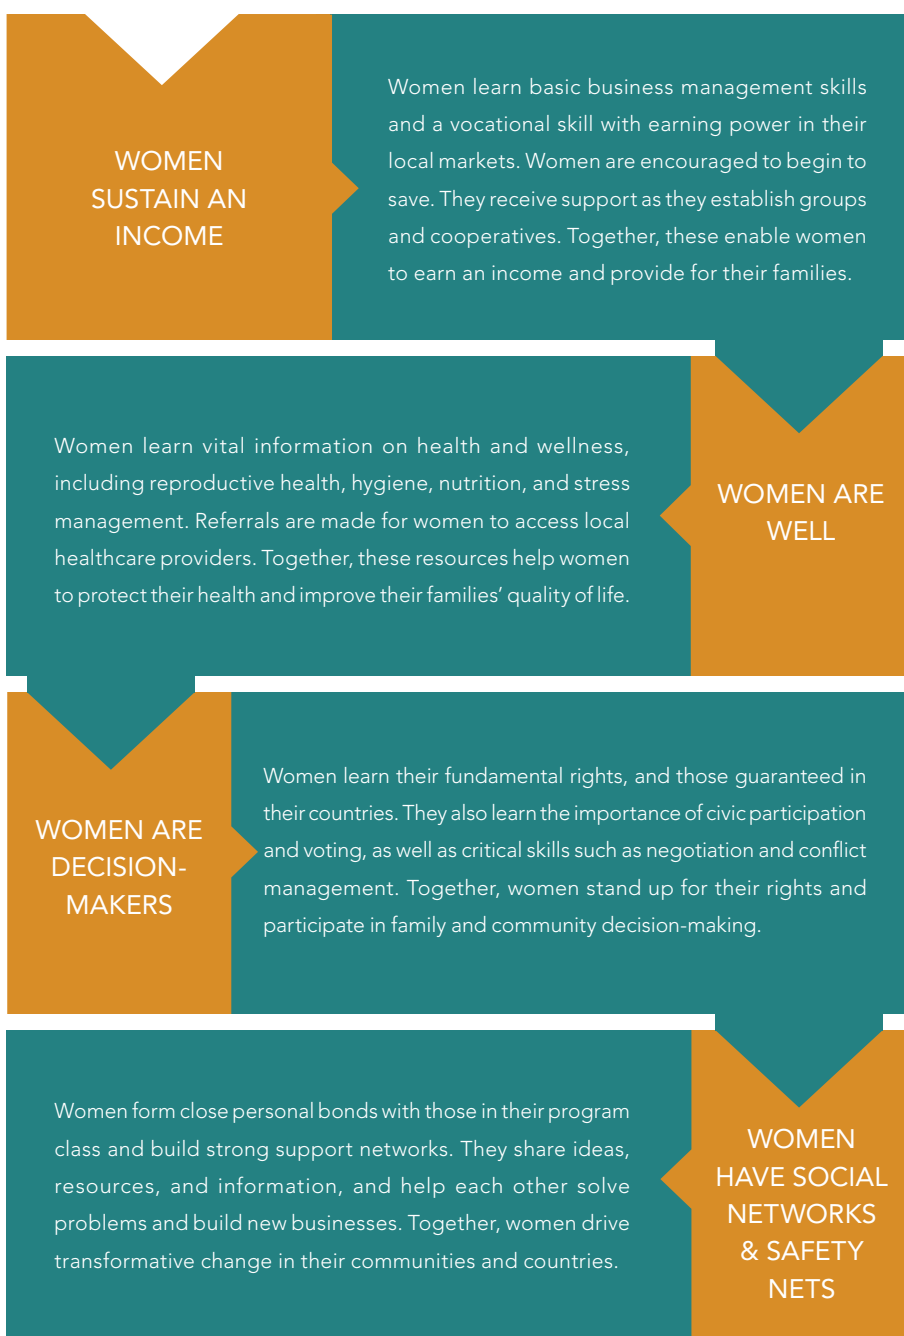 WOMEN
SUSTAIN AN
INCOME
Women learn basic business management skills
and a vocational skill with earning power in their
local markets. Women are encouraged to begin to
save. They receive support as they establish groups
and cooperatives. Together, these enable women
to earn an income and provide for their families.
Women learn vital information on health and wellness,
including reproductive health, hygiene, nutrition, and stress
management. Referrals are made for women to access local
healthcare providers. Together, these resources help women
to protect their health and improve their families’ quality of life.
WOMEN ARE
WELL
WOMEN ARE
DECISION-
MAKERS
Women learn their fundamental rights, and those guaranteed in
their countries. They also learn the importance of civic participation
and voting, as well as critical skills such as negotiation and conflict
management. Together, women stand up for their rights and
participate in family and community decision-making.
Women form close personal bonds with those in their program
class and build strong support networks. They share ideas,
resources, and information, and help each other solve
problems and build new businesses. Together, women drive
transformative change in their communities and countries.
WOMEN
HAVE SOCIAL
NETWORKS
& SAFETY
NETS